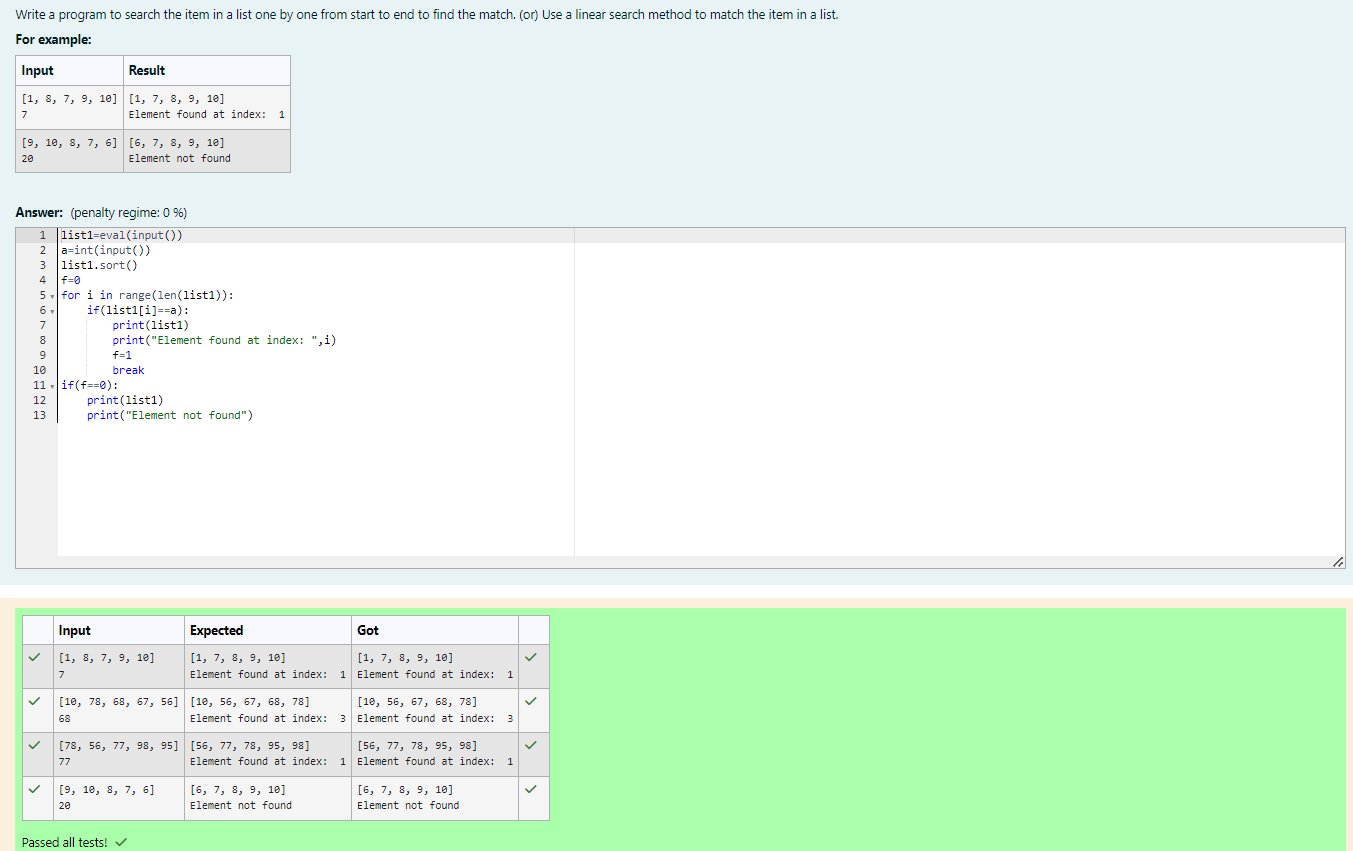 Write a program to search the item in a list one by one from start to end to find the match. (or) Use a linear search method to match the item in a list.
For example:
Input Result
[1, 8, 7, 9, 10] [1, 7, 8, 9, 10]
7 Element found at index:  1
[9, 10, 8, 7, 6] [6, 7, 8, 9, 10]
20 Element not found
Answer: (penalty regime: 0 %)
1 list1=eval(input())
2 a=int(input())
3 list1.sort()
4 f=0
5 for i in range(len(list1)):
6     if(list1[i]==a):
7         print(list1)
8         print("Element found at index: ",i)
9         f=1
10         break
11 if(f==0):
12     print(list1)
13     print("Element not found")
Input Expected Got
[1, 8, 7, 9, 10] [1, 7, 8, 9, 10] [1, 7, 8, 9, 10]
7 Element found at index:  1 Element found at index:  1
[10, 78, 68, 67, 56] [10, 56, 67, 68, 78] [10, 56, 67, 68, 78]
68 Element found at index:  3 Element found at index:  3
[78, 56, 77, 98, 95] [56, 77, 78, 95, 98] [56, 77, 78, 95, 98]
77 Element found at index:  1 Element found at index:  1
[9, 10, 8, 7, 6] [6, 7, 8, 9, 10] [6, 7, 8, 9, 10]
20 Element not found Element not found
Passed all tests!